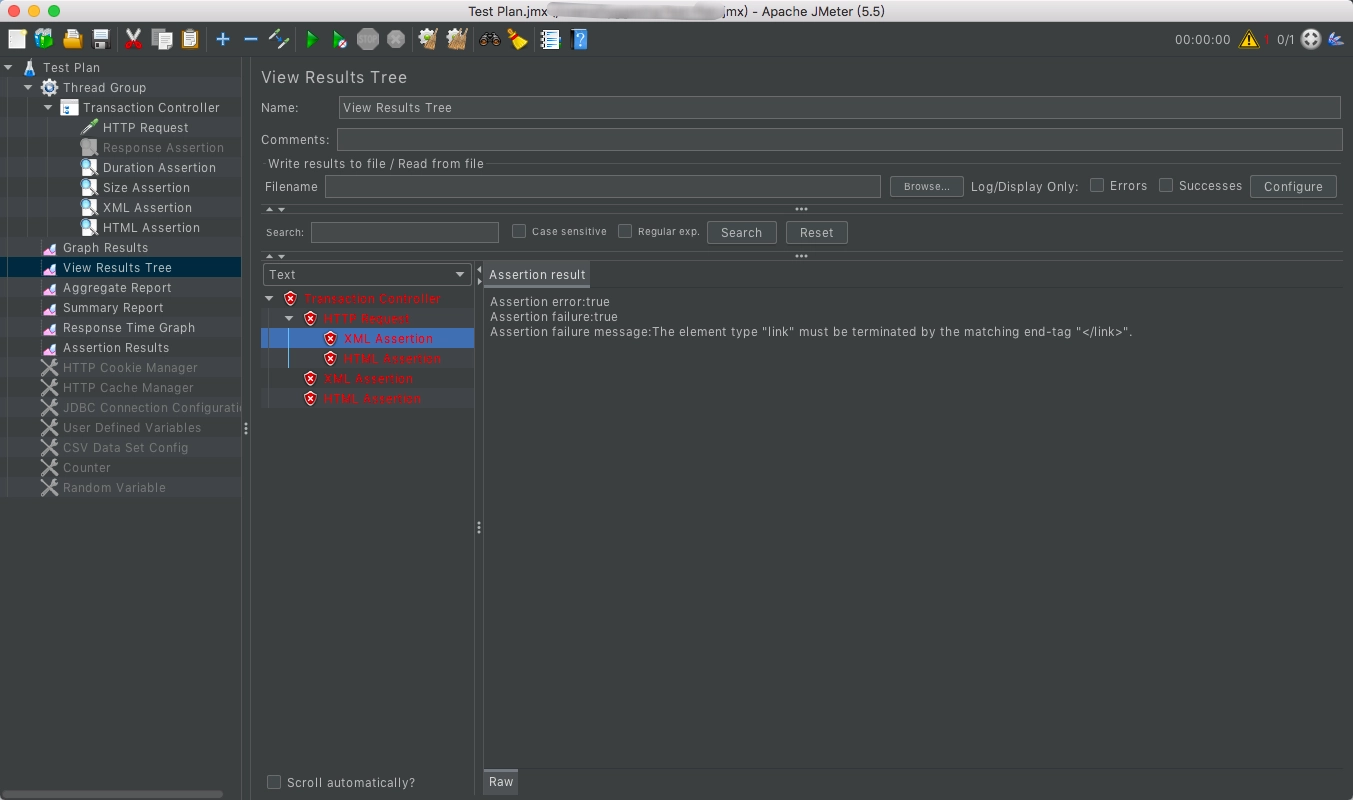 Test Plan.jmx jmx) - Apache JMeter (5.5)
STOP 00:00:00 1 0/1
Test Plan
Thread Group
Transaction Controller
HTTP Request
Response Assertion
Duration Assertion
Size Assertion
XML Assertion
HTML Assertion
Graph Results
View Results Tree
Aggregate Report
Summary Report
Response Time Graph
Assertion Results
HTTP Cookie Manager
HTTP Cache Manager
JDBC Connection Configuratio
User Defined Variables
CSV Data Set Config
Counter
Random Variable
View Results Tree
Name: View Results Tree
Comments:
Write results to file / Read from file
Filename Browse... Log/Display Only: Errors Successes Configure
Search: Case sensitive Regular exp. Search Reset
Text
Transaction Controller
HTTP Request
XML Assertion
HTML Assertion
XML Assertion
HTML Assertion
Scroll automatically?
Assertion result
Assertion error:true
Assertion failure:true
Assertion failure message:The element type "link" must be terminated by the matching end-tag "</link>".
Raw